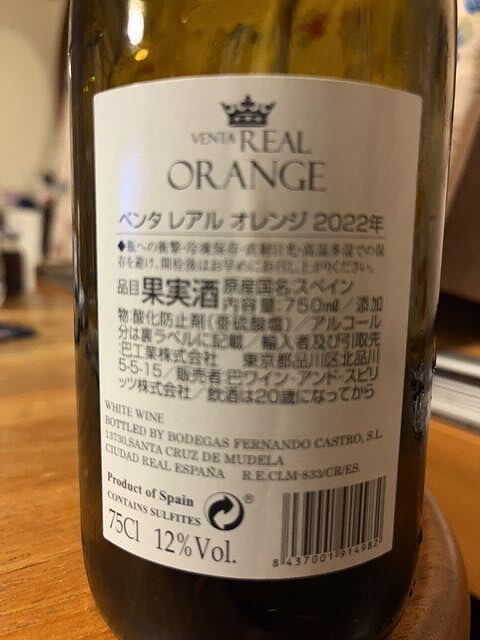 VENTA REAL
ORANGE
ベンタ レアル オレンジ 2022年
◆瓶への衝撃・冷凍保存・直射日光・高温多湿での保
存を避け、開栓後はお早めにお召し上がりください。
品目 果実酒 原産国名:スペイン
内容量:750ml/添加
物:酸化防止剤(亜硫酸塩)/アルコール
分は裏ラベルに記載/輸入者及び引取先
:巴工業株式会社 東京都品川区北品川
5-5-15/販売者:巴ワイン・アンド・スピリ
ッツ株式会社/飲酒は20歳になってから
WHITE WINE
BOTTLED BY BODEGAS FERNANDO CASTRO, S.L
13730,SANTA CRUZ DE MUDELA
CIUDAD REAL ESPAÑA R.E.CLM-833/CR/ES.
Product of Spain
CONTAINS SULFITES
®
75Cl 12%Vol.
8 437001 914982